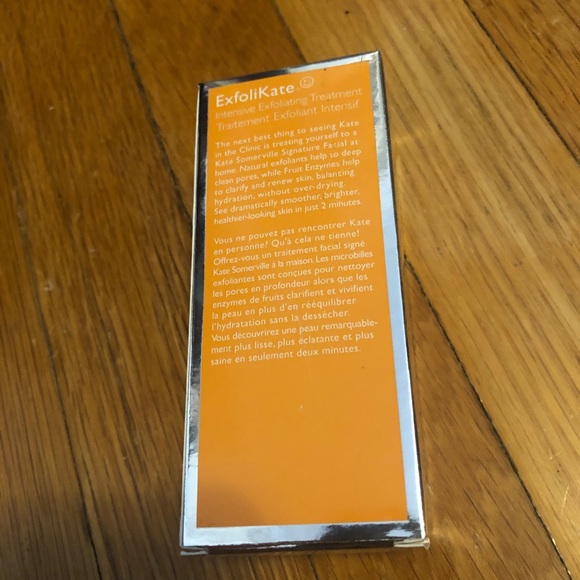 ExfoliKate
Intensive Exfoliating Treatment
Traitement Exfoliant Intensif
The next best thing to seeing Kate
in the Clinic is treating yourself to a
Kate Somerville Signature Facial at
home. Natural exfoliants help to deep
clean pores, while Fruit Enzymes help
to clarify and renew skin, balancing
hydration, without over-drying.
See dramatically smoother, brighter,
healthier-looking skin in just 2 minutes.
Vous ne pouvez pas rencontrer Kate
en personne? Qu'à cela ne tienne!
Offrez-vous un traitement facial signé
Kate Somerville à la maison. Les microbilles
exfoliantes sont conçues pour nettoyer
les pores en profondeur alors que les
enzymes de fruits clarifient et vivifient
la peau en plus d'en rééquilibrer
l'hydratation sans la dessécher.
Vous découvrirez une peau remarquable-
ment plus lisse, plus éclatante et plus
saine en seulement deux minutes.